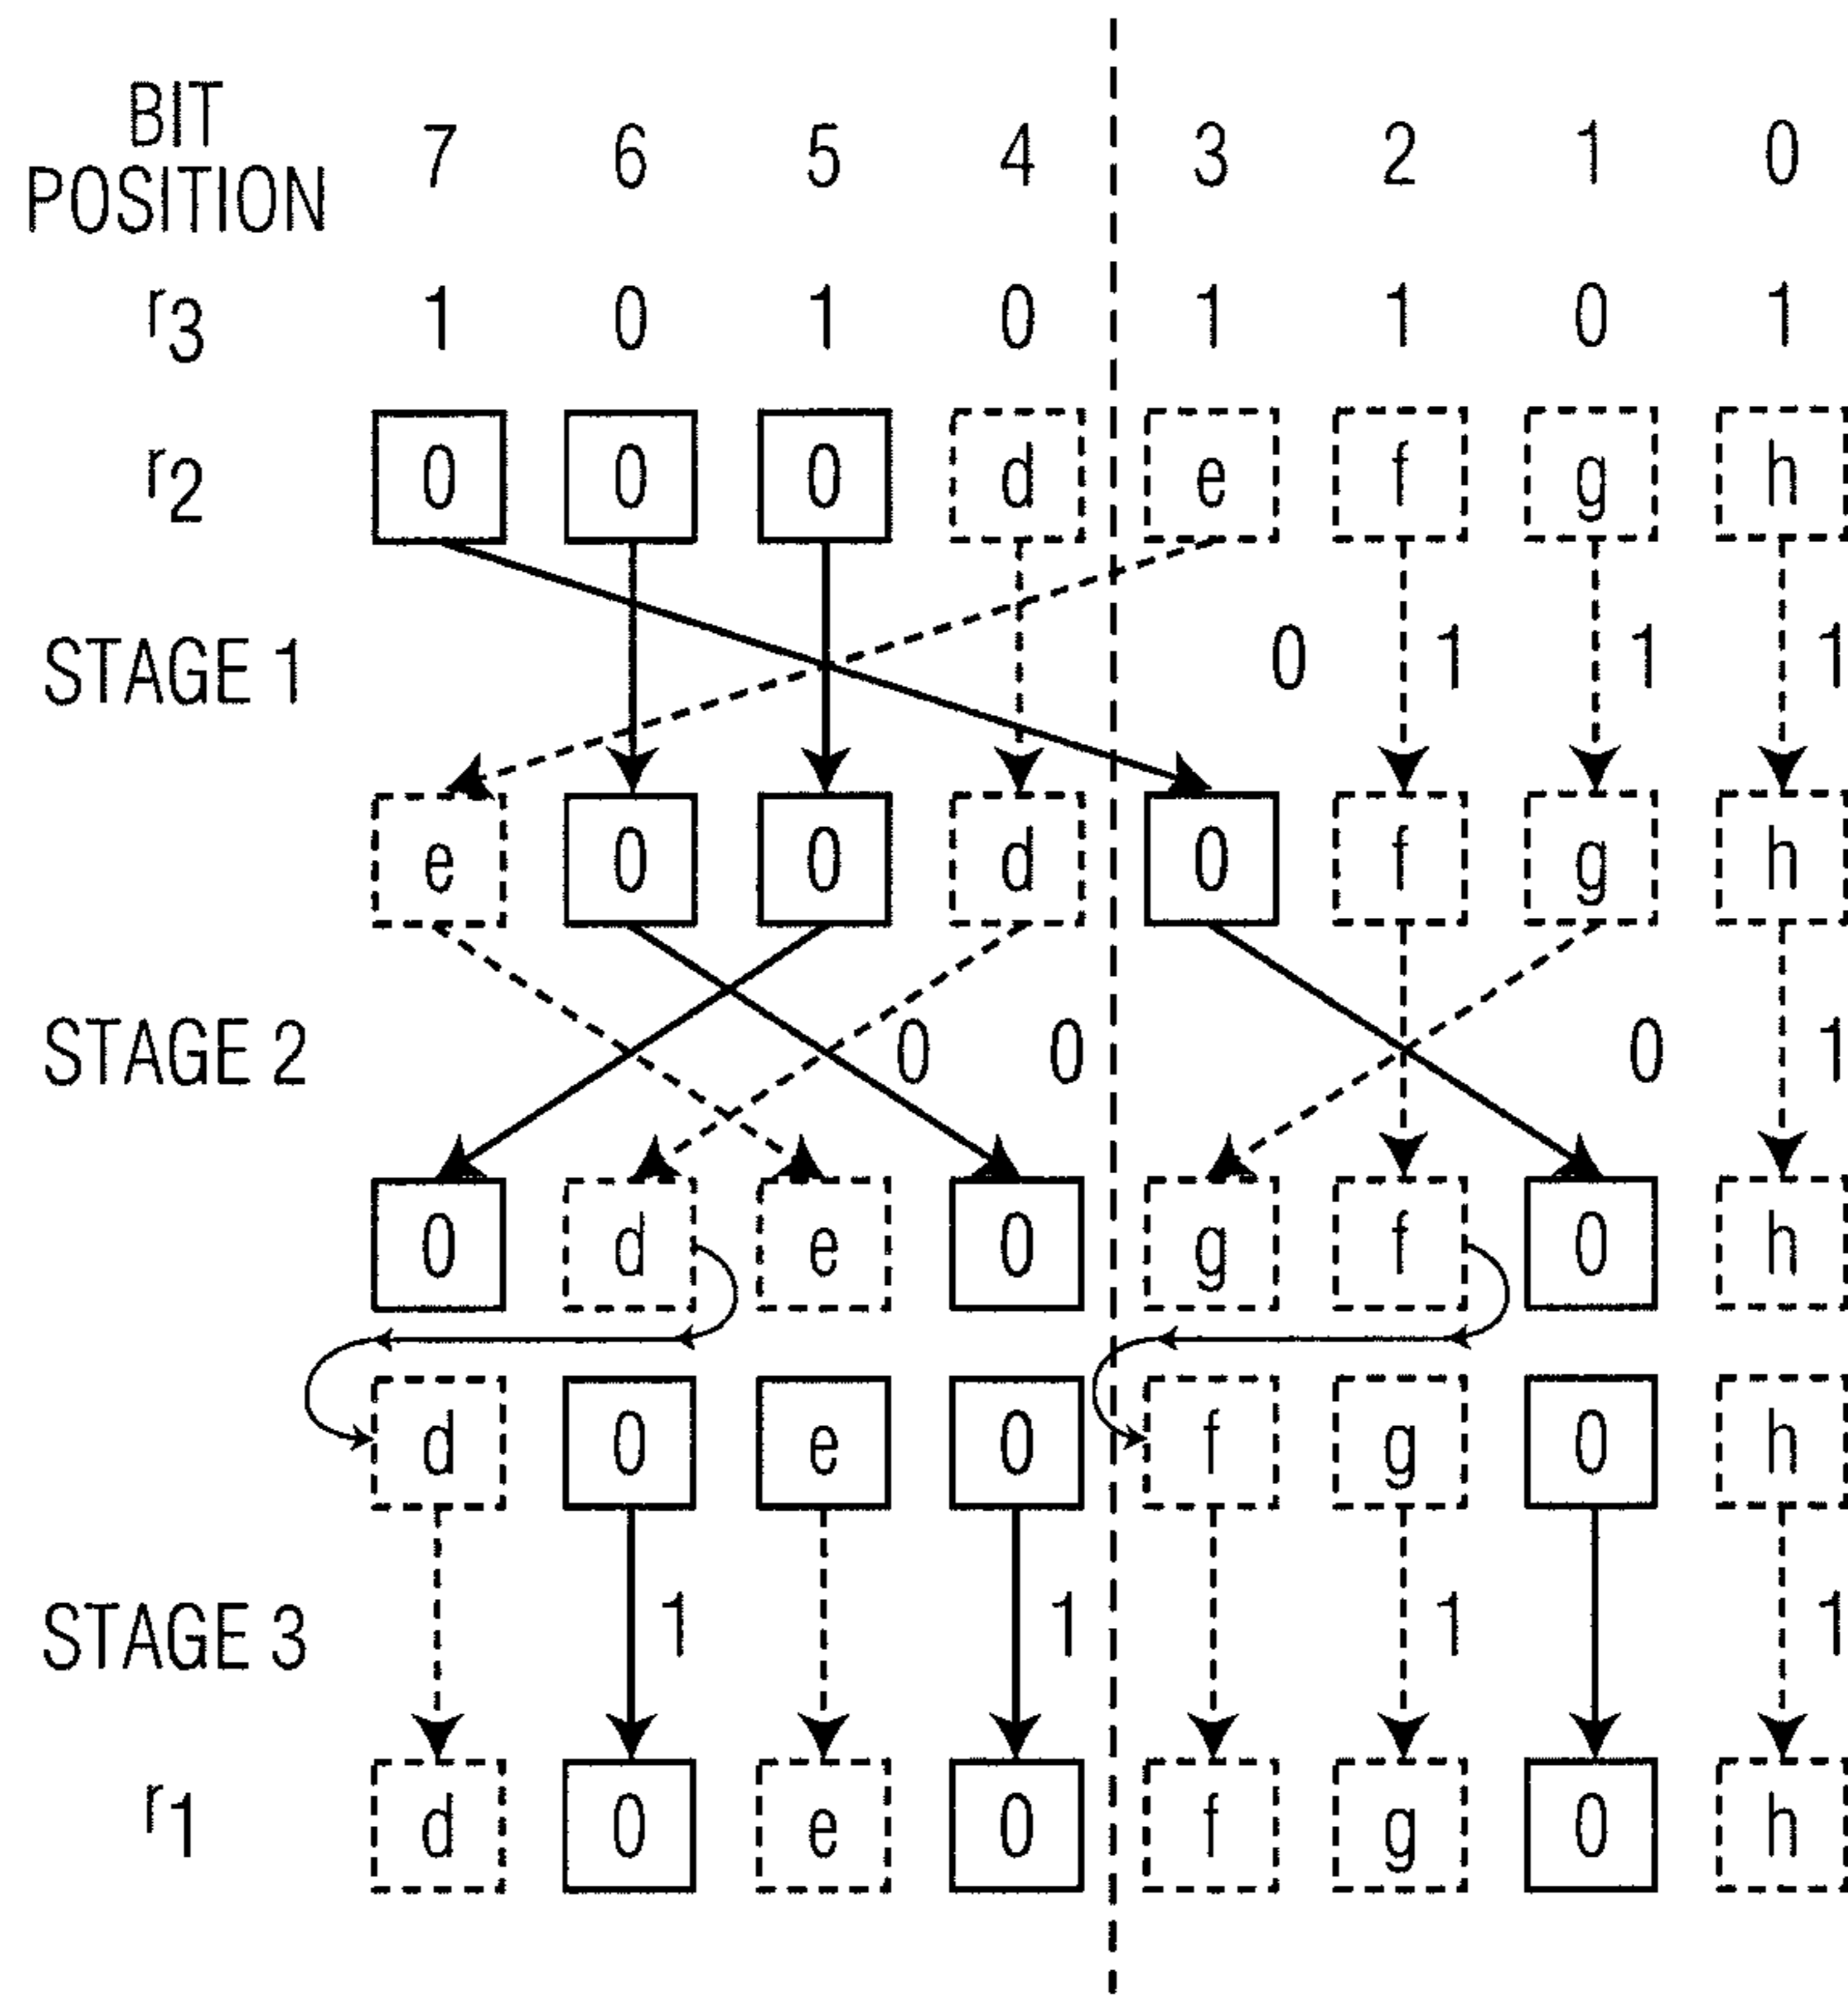 BIT
POSITION 7 6 5 4 3 2 1 0
r3 1 0 1 0 1 1 0 1
r2 0 0 0 d e f g h
STAGE 1 0 1 1 1
e 0 0 d 0 f g h
STAGE 2 0 0 0 1
0 d e 0 g f 0 h
d 0 e 0 f g 0 h
STAGE 3 1 1 1 1
r1 d 0 e 0 f g 0 h